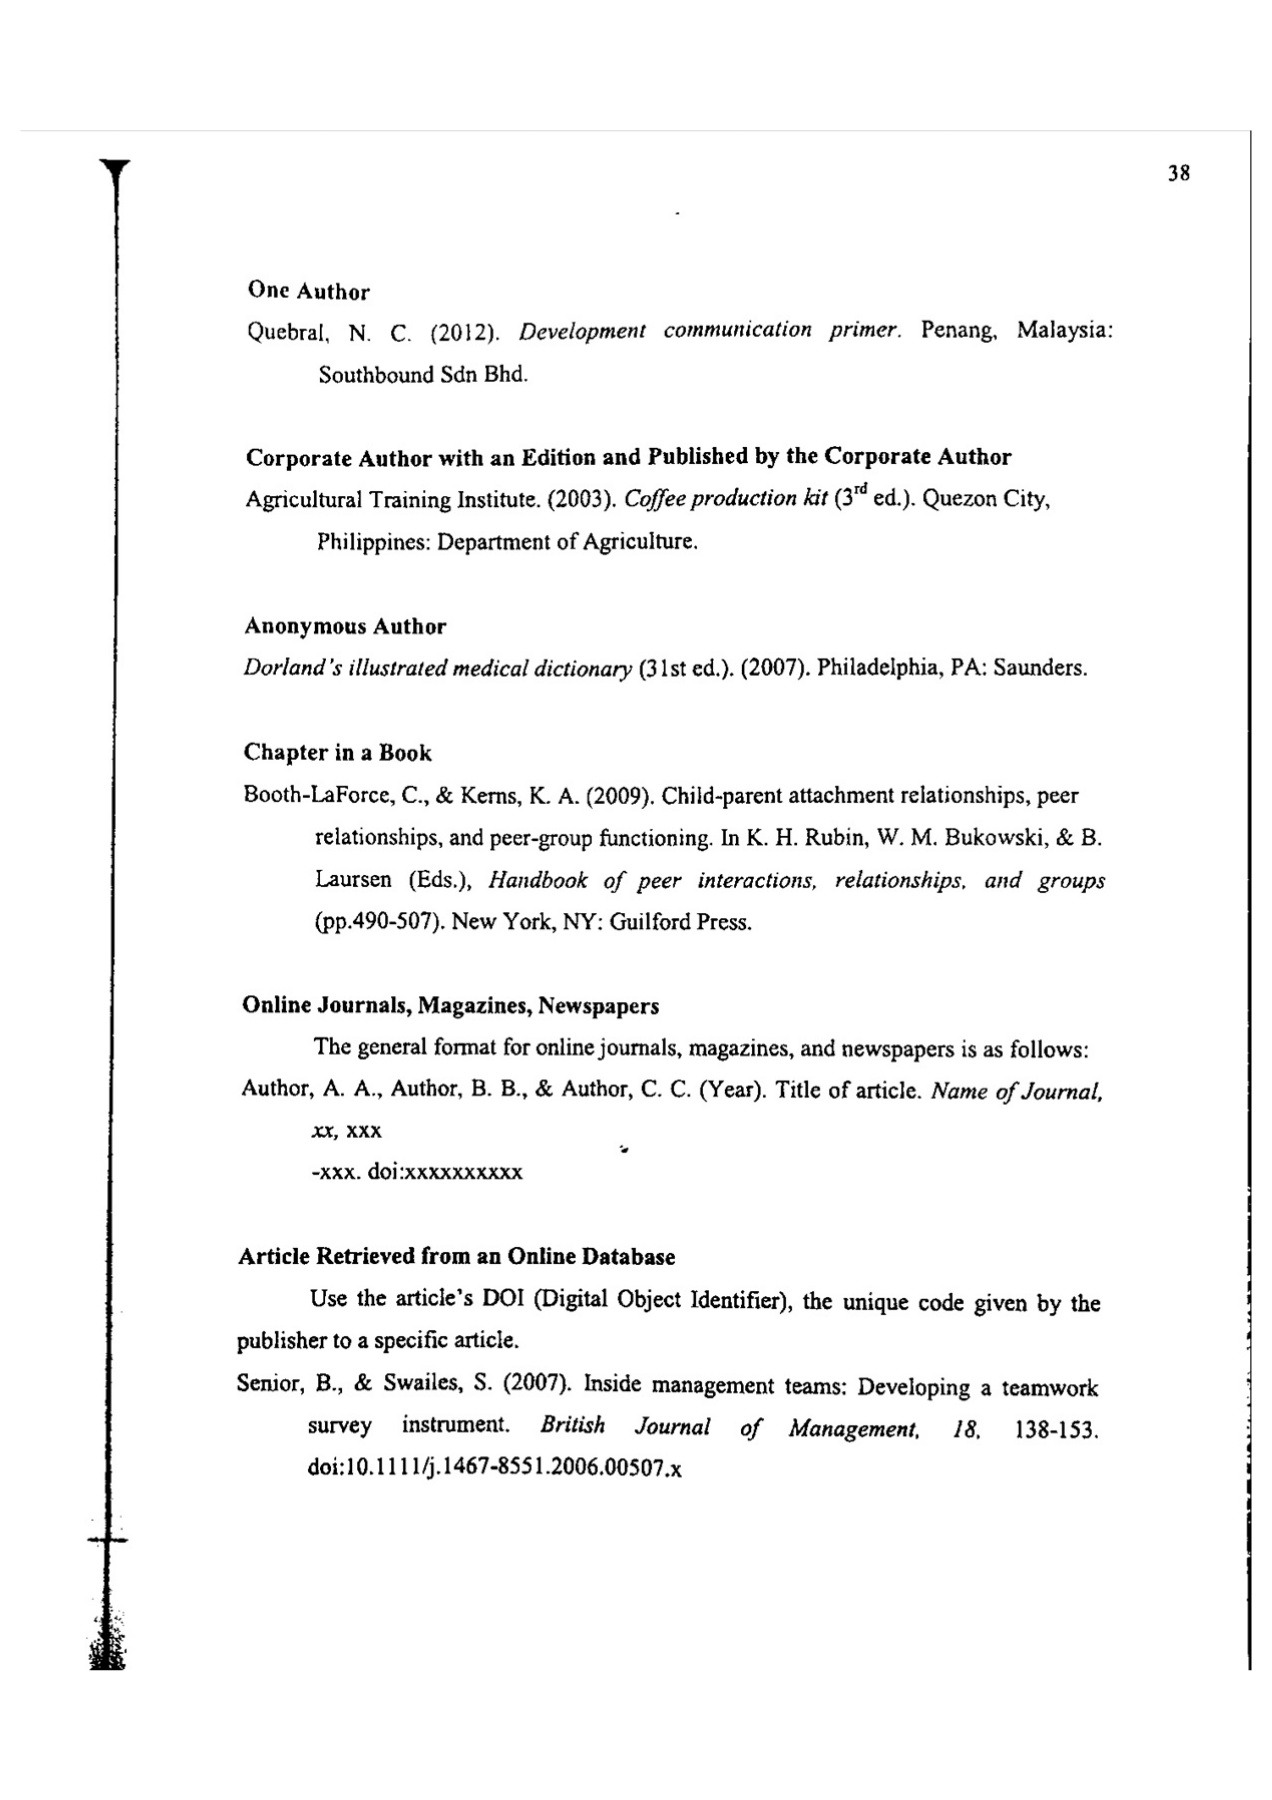 38
One Author
Quebral, N. C. (2012). Development communication primer. Penang, Malaysia:
Southbound Sdn Bhd.
Corporate Author with an Edition and Published by the Corporate Author
Agricultural Training Institute. (2003). Coffee production kit (3rd ed.). Quezon City,
Philippines: Department of Agriculture.
Anonymous Author
Dorland's illustrated medical dictionary (31st ed.). (2007). Philadelphia, PA: Saunders.
Chapter in a Book
Booth-LaForce, C., & Kerns, K. A. (2009). Child-parent attachment relationships, peer
relationships, and peer-group functioning. In K. H. Rubin, W. M. Bukowski, & B.
Laursen (Eds.), Handbook of peer interactions, relationships, and groups
(pp.490-507). New York, NY: Guilford Press.
Online Journals, Magazines, Newspapers
The general format for online journals, magazines, and newspapers is as follows:
Author, A. A., Author, B. B., & Author, C. C. (Year). Title of article. Name of Journal,
xx, xxx
-xxx. doi:xxxxxxxxxx
Article Retrieved from an Online Database
Use the article's DOI (Digital Object Identifier), the unique code given by the
publisher to a specific article.
Senior, B., & Swailes, S. (2007). Inside management teams: Developing a teamwork
survey instrument. British Journal of Management, 18, 138-153.
doi:10.1111/j.1467-8551.2006.00507.x